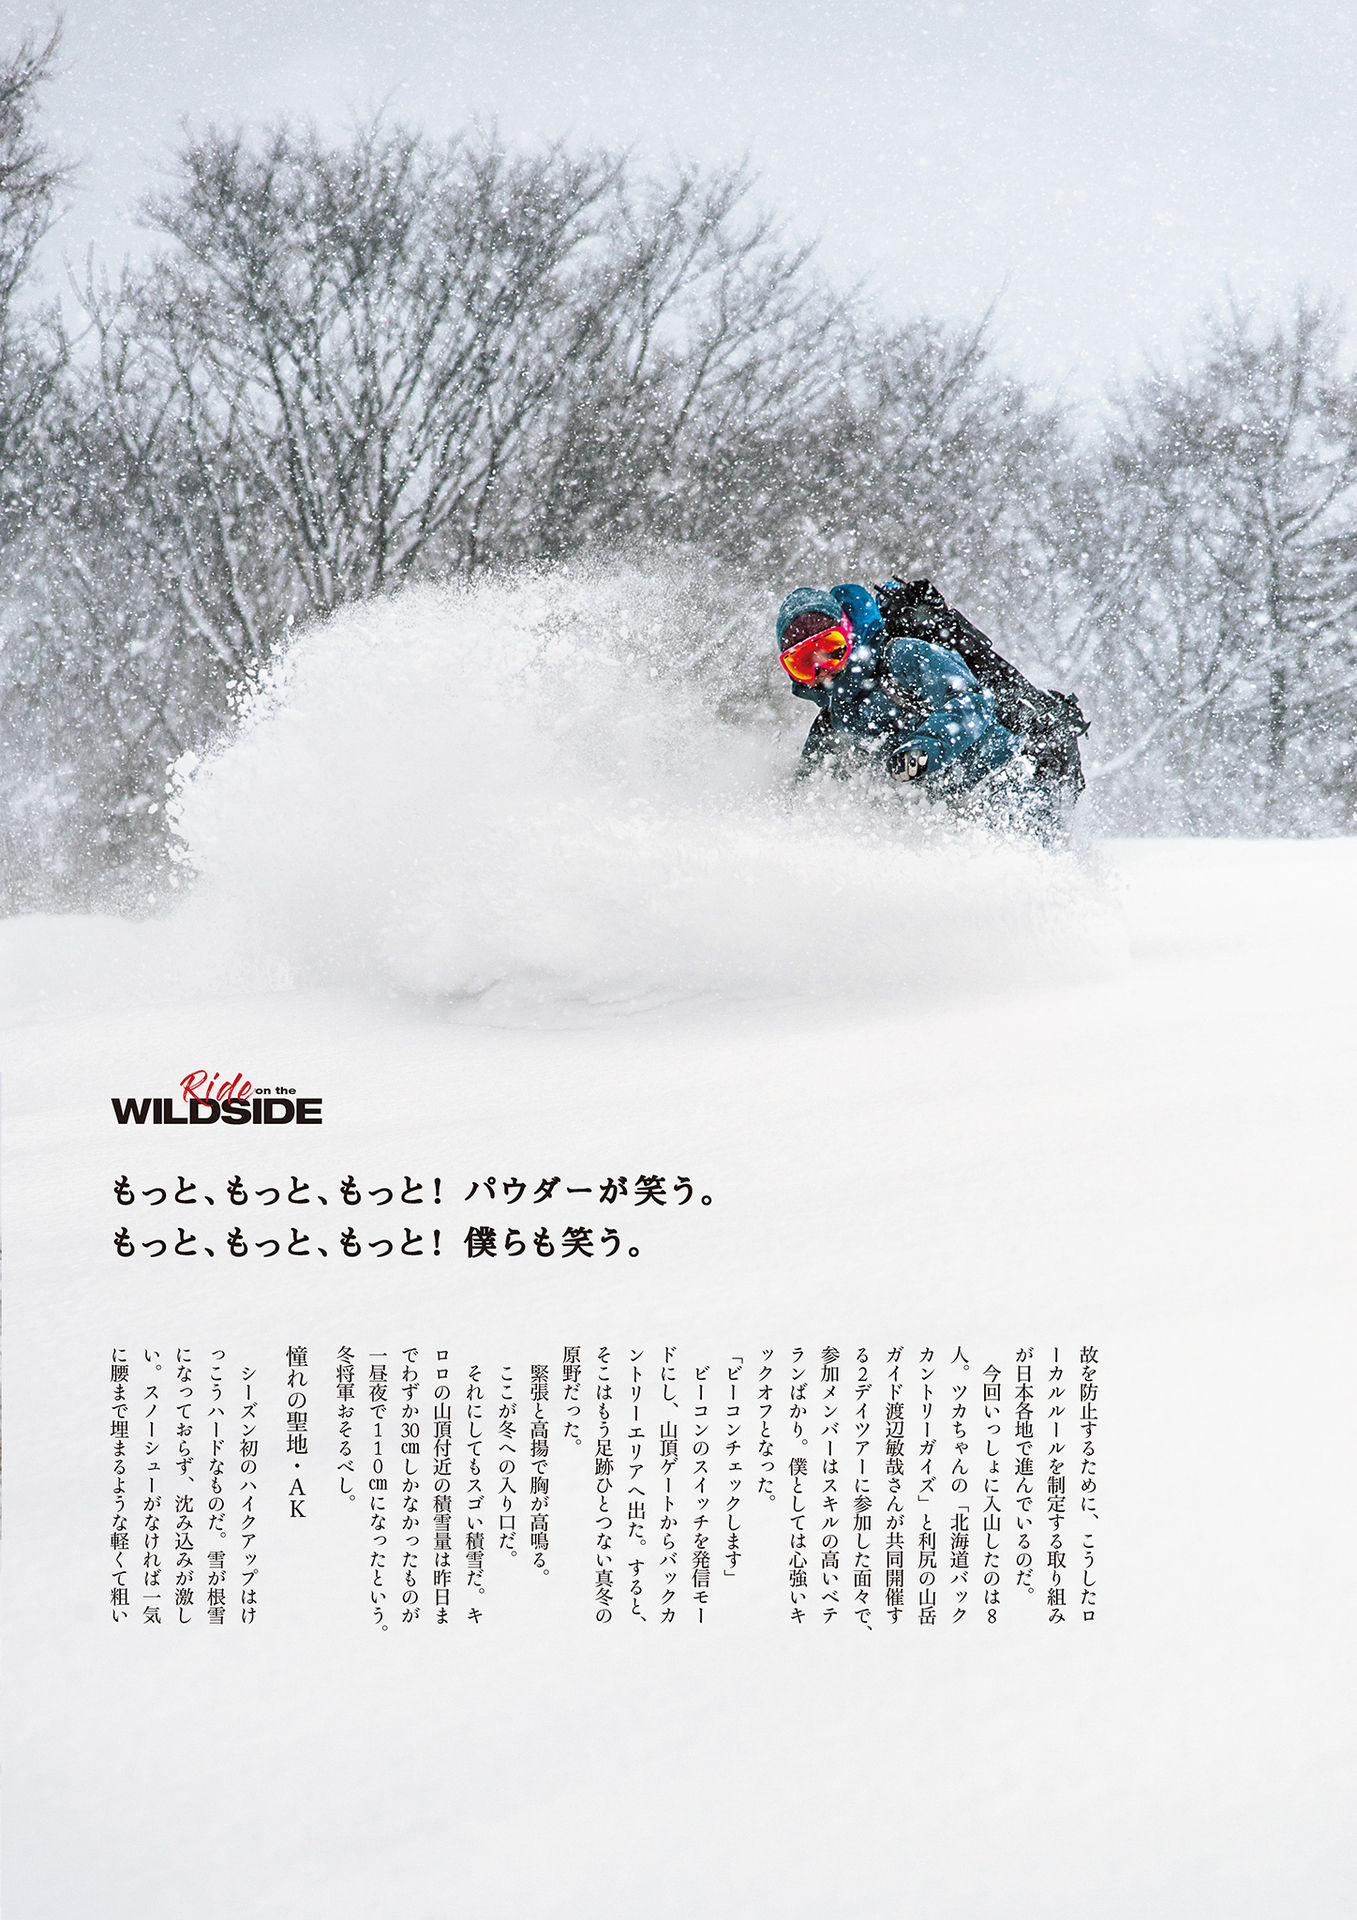 Ride on the
WILDSIDE
もっと、もっと、もっと! パウダーが笑う。
もっと、もっと、もっと! 僕らも笑う。
故を防止するために、こうしたロ
ーカルルールを制定する取り組み
が日本各地で進んでいるのだ。
今回いっしょに入山したのは8
人。ツカちゃんの「北海道バック
カントリーガイズ」と利尻の山岳
ガイド渡辺敏哉さんが共同開催す
る2デイツアーに参加した面々で、
参加メンバーはスキルの高いベテ
ランばかり。僕としては心強いキ
ックオフとなった。
「ビーコンチェックします」
ビーコンのスイッチを発信モー
ドにし、山頂ゲートからバックカ
ントリーエリアへ出た。すると、
そこはもう足跡ひとつない真冬の
原野だった。
緊張と高揚で胸が高鳴る。
ここが冬への入り口だ。
それにしてもスゴい積雪だ。キ
ロロの山頂付近の積雪量は昨日ま
でわずか30㎝しかなかったものが
一昼夜で110㎝になったという。
冬将軍おそるべし。
憧れの聖地・AK
シーズン初のハイクアップはけ
っこうハードなものだ。雪が根雪
になっておらず、沈み込みが激し
い。スノーシューがなければ一気
に腰まで埋まるような軽くて粗い